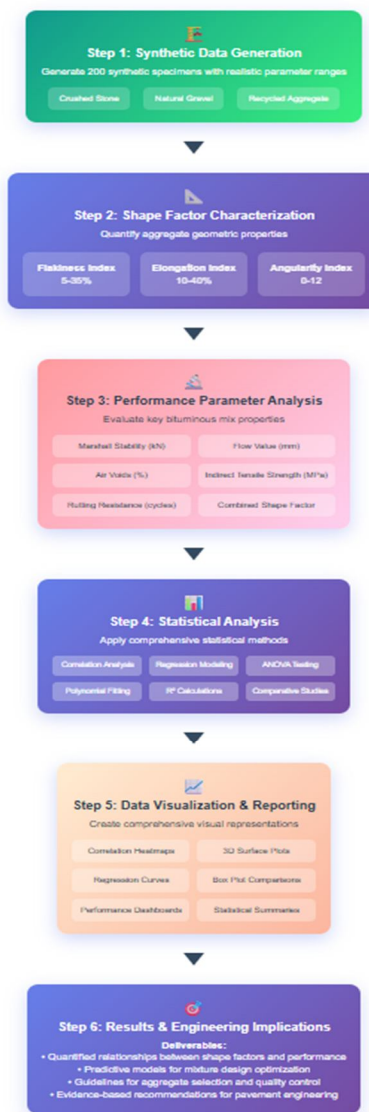 Step 1: Synthetic Data Generation
Generate 200 synthetic specimens with realistic parameter ranges
Crushed Stone Natural Gravel Recycled Aggregate
Step 2: Shape Factor Characterization
Quantify aggregate geometric properties
Flakiness Index Elongation Index Angularity Index
5-35% 10-40% 0-12
Step 3: Performance Parameter Analysis
Evaluate key bituminous mix properties
Marshall Stability (kN) Flow Value (mm)
Air Voids (%) Indirect Tensile Strength (MPa)
Rutting Resistance (cycles) Combined Shape Factor
Step 4: Statistical Analysis
Apply comprehensive statistical methods
Correlation Analysis Regression Modeling ANOVA Testing
Polynomial Fitting R² Calculations Comparative Studies
Step 5: Data Visualization & Reporting
Create comprehensive visual representations
Correlation Heatmaps 3D Surface Plots
Regression Curves Box Plot Comparisons
Performance Dashboards Statistical Summaries
Step 6: Results & Engineering Implications
Deliverables:
• Quantified relationships between shape factors and performance
• Predictive models for mixture design optimization
• Guidelines for aggregate selection and quality control
• Evidence-based recommendations for pavement engineering